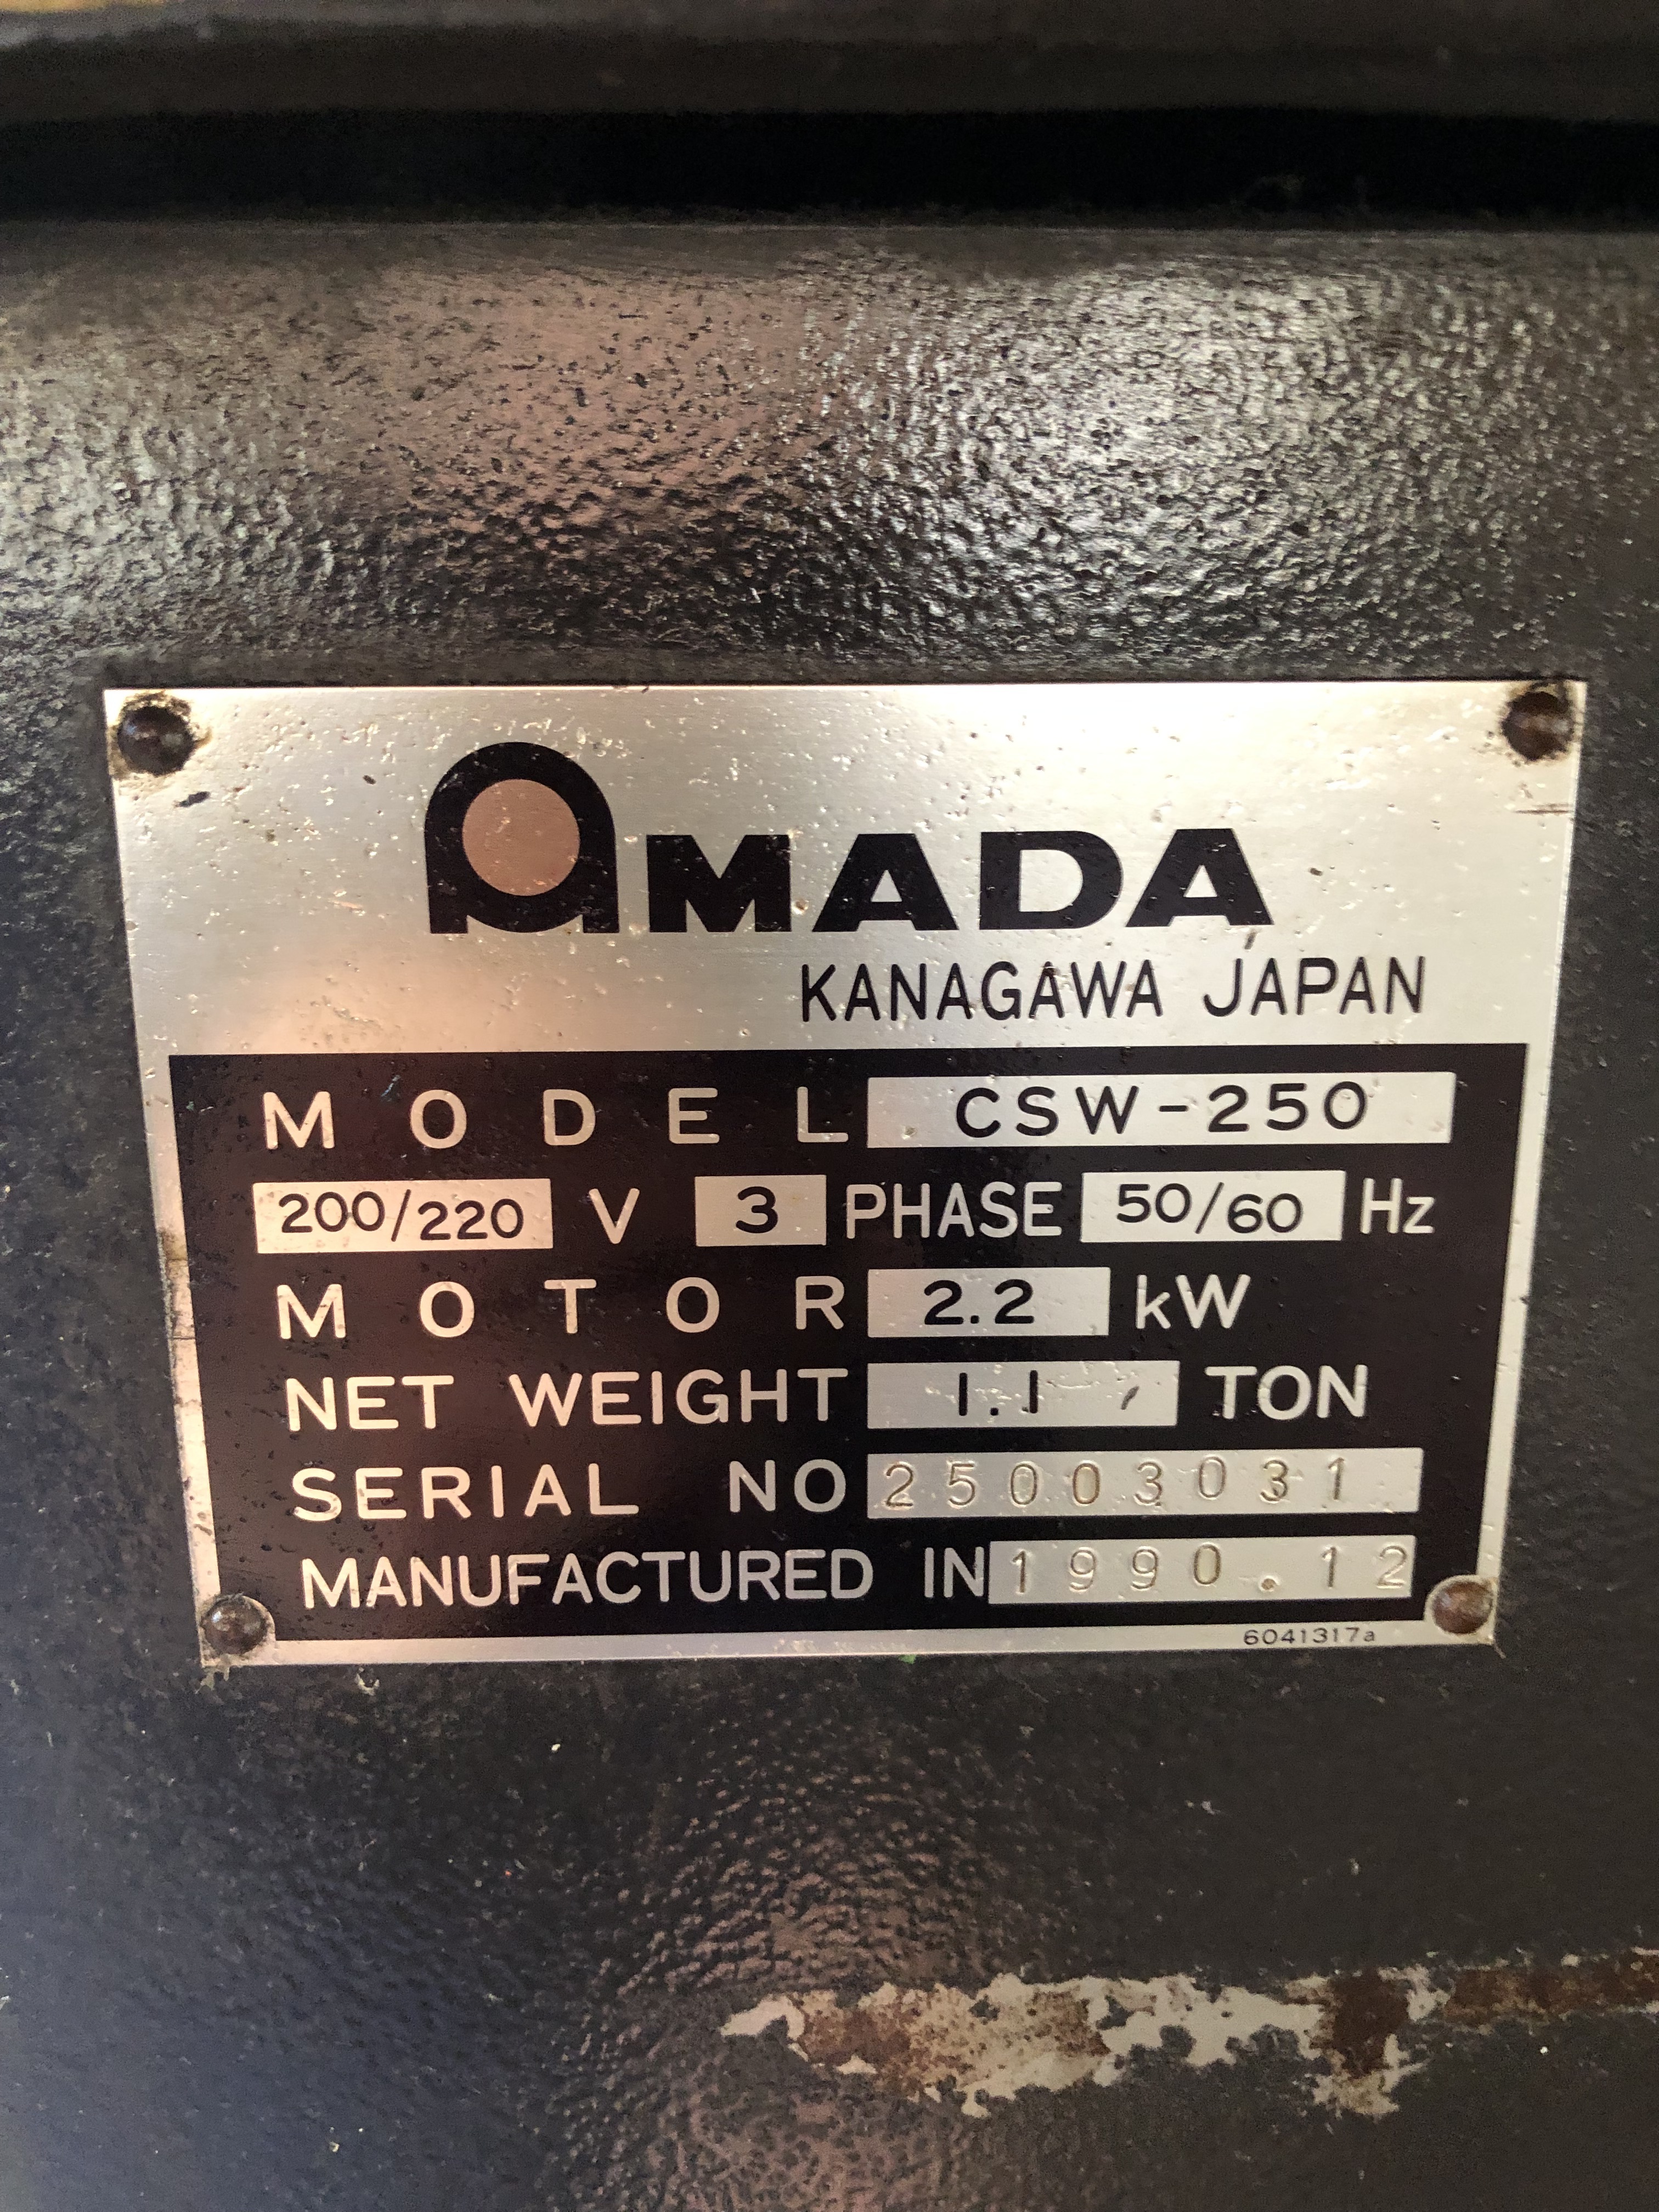 AMADA
KANAGAWA JAPAN
MODEL CSW-250
200/220 V 3 PHASE 50/60 Hz
MOTOR 2.2 kW
NET WEIGHT 1.1 TON
SERIAL NO 25003031
MANUFACTURED IN 1990.12
6041317a